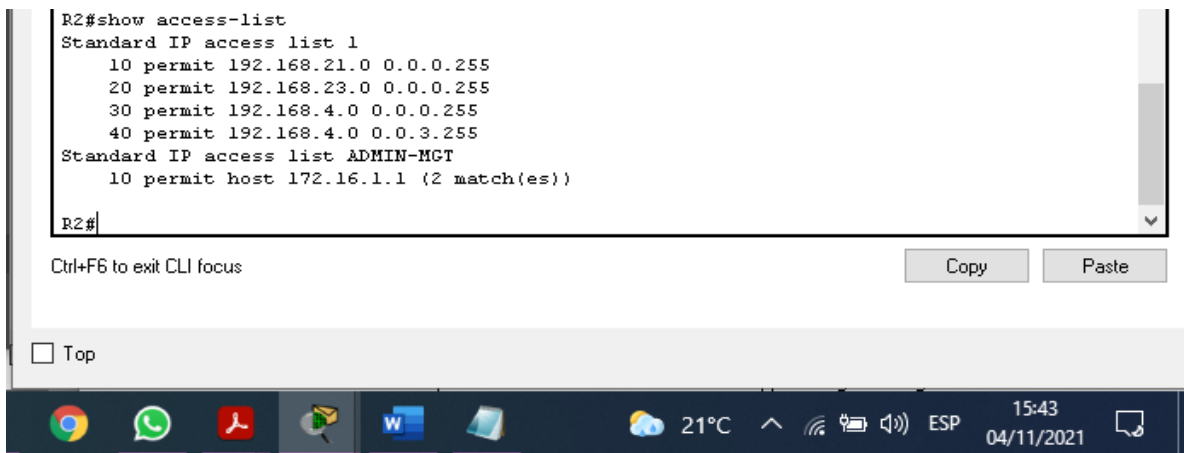 R2#show access-list
Standard IP access list 1
10 permit 192.168.21.0 0.0.0.255
20 permit 192.168.23.0 0.0.0.255
30 permit 192.168.4.0 0.0.0.255
40 permit 192.168.4.0 0.0.3.255
Standard IP access list ADMIN-MGT
10 permit host 172.16.1.1 (2 match(es))
R2#
Ctrl+F6 to exit CLI focus
Copy
Paste
Top
W
21°C
ESP
15:43
04/11/2021